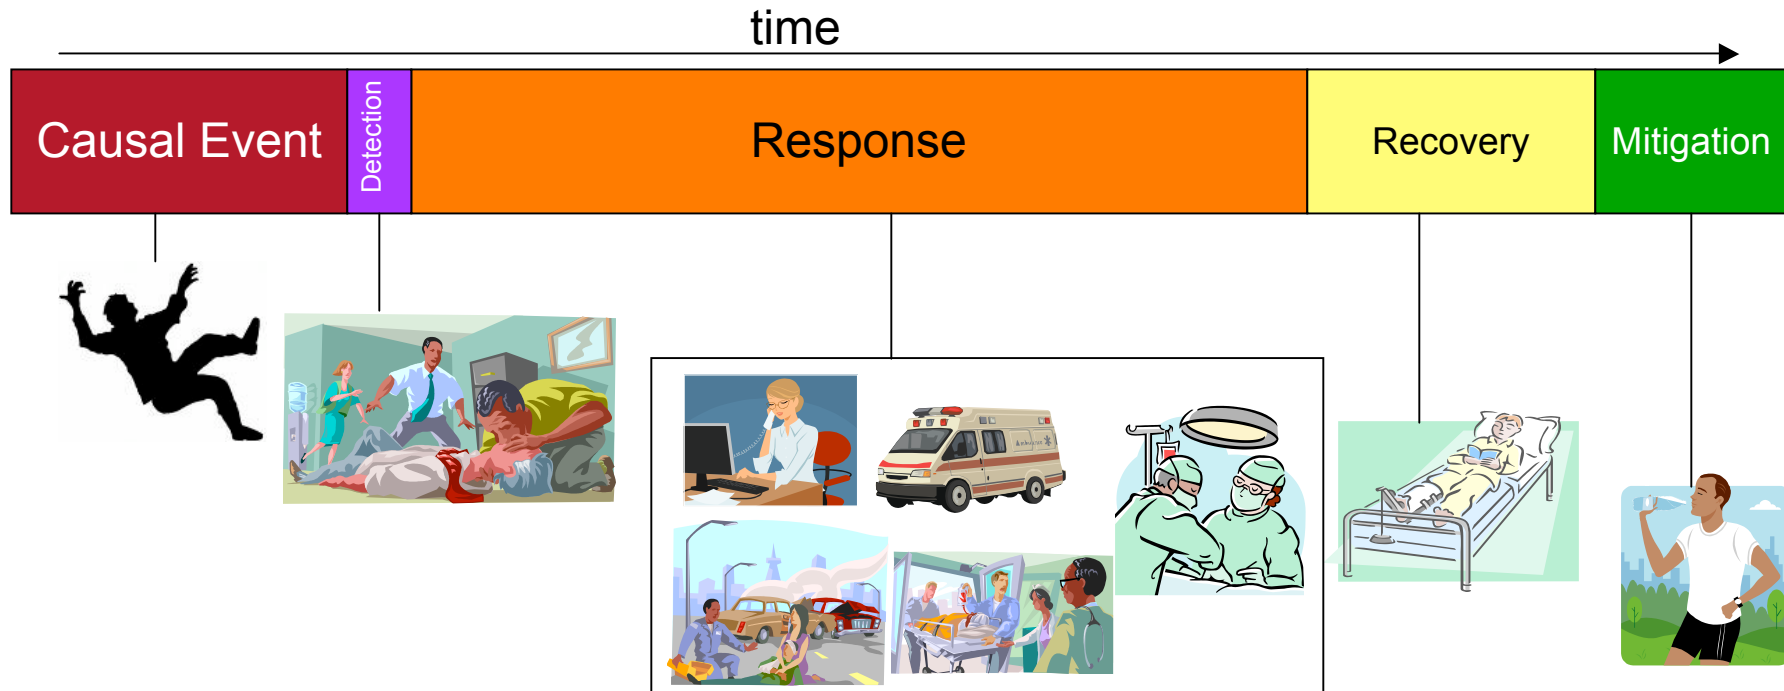 time
Causal Event
Detection
Response
Recovery
Mitigation